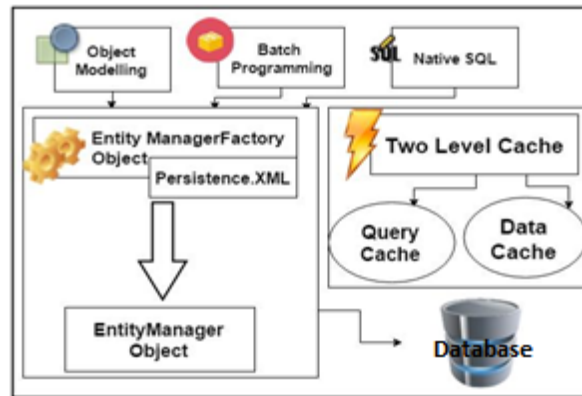 Object
Modelling
Batch
Programming
SQL
Native SQL
Entity ManagerFactory
Object
Persistence.XML
EntityManager
Object
Two Level Cache
Query
Cache
Data
Cache
Database